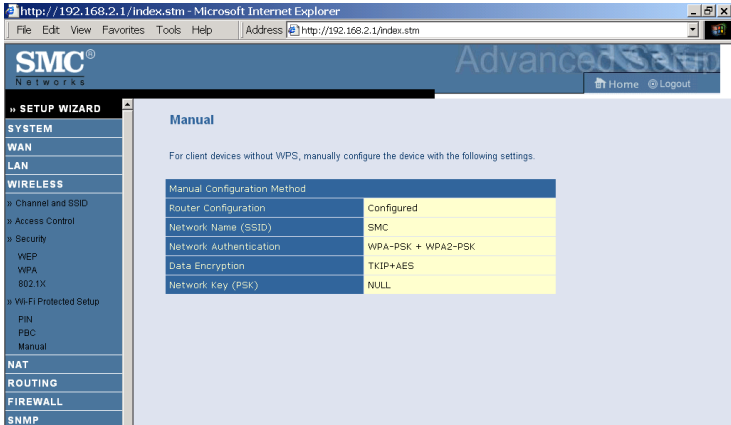 http://192.168.2.1/index.stm - Microsoft Internet Explorer
File Edit View Favorites Tools Help Address http://192.168.2.1/index.stm
SMC®
Networks
Advanced Setup
Home Logout
» SETUP WIZARD
SYSTEM
WAN
LAN
WIRELESS
» Channel and SSID
» Access Control
» Security
WEP
WPA
802.1X
» Wi-Fi Protected Setup
PIN
PBC
Manual
NAT
ROUTING
FIREWALL
SNMP
Manual
For client devices without WPS, manually configure the device with the following settings.
Manual Configuration Method
Router Configuration Configured
Network Name (SSID) SMC
Network Authentication WPA-PSK + WPA2-PSK
Data Encryption TKIP+AES
Network Key (PSK) NULL